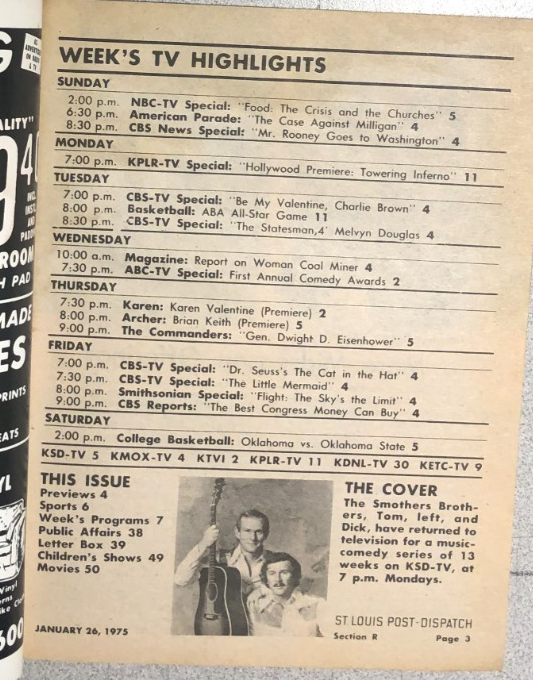 WEEK'S TV HIGHLIGHTS
SUNDAY
2:00 p.m. NBC-TV Special: "Food: The Crisis and the Churches" 5
6:30 p.m. American Parade: "The Case Against Milligan" 4
8:30 p.m. CBS News Special: "Mr. Rooney Goes to Washington" 4
MONDAY
7:00 p.m. KPLR-TV Special: "Hollywood Premiere: Towering Inferno" 11
TUESDAY
7:00 p.m. CBS-TV Special: "Be My Valentine, Charlie Brown" 4
8:00 p.m. Basketball: ABA All-Star Game 11
8:30 p.m. CBS-TV Special: "The Statesman,4' Melvyn Douglas 4
WEDNESDAY
10:00 a.m. Magazine: Report on Woman Coal Miner 4
7:30 p.m. ABC-TV Special: First Annual Comedy Awards 2
THURSDAY
7:30 p.m. Karen: Karen Valentine (Premiere) 2
8:00 p.m. Archer: Brian Keith (Premiere) 5
9:00 p.m. The Commanders: "Gen. Dwight D. Eisenhower" 5
FRIDAY
7:00 p.m. CBS-TV Special: "Dr. Seuss's The Cat in the Hat" 4
7:30 p.m. CBS-TV Special: "The Little Mermaid" 4
8:00 p.m. Smithsonian Special: "Flight: The Sky's the Limit" 4
9:00 p.m. CBS Reports: "The Best Congress Money Can Buy" 4
SATURDAY
2:00 p.m. College Basketball: Oklahoma vs. Oklahoma State 5
KSD-TV 5 KMOX-TV 4 KTVI 2 KPLR-TV 11 KDNL-TV 30 KETC-TV 9
THIS ISSUE
Previews 4
Sports 6
Week's Programs 7
Public Affairs 38
Letter Box 39
Children's Shows 49
Movies 50
THE COVER
The Smothers Broth-
ers, Tom, left, and
Dick, have returned to
television for a music-
comedy series of 13
weeks on KSD-TV, at
7 p.m. Mondays.
JANUARY 26, 1975
ST LOUIS POST-DISPATCH
Section R Page 3
ROOM
H PAD
MADE
ES
PRINTS
EATS
YL
Vinyl